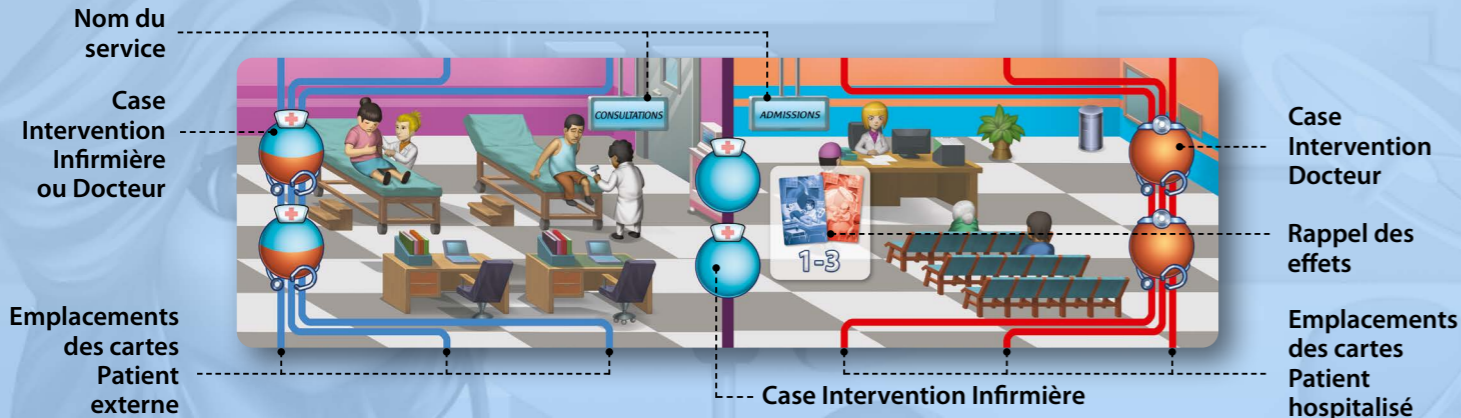 Nom du
service
Case
Intervention
Infirmière
ou Docteur
CONSULTATIONS
ADMISSIONS
Case
Intervention
Docteur
1-3
Rappel des
effets
Emplacements
des cartes
Patient
externe
Case Intervention Infirmière
Emplacements
des cartes
Patient
hospitalisé